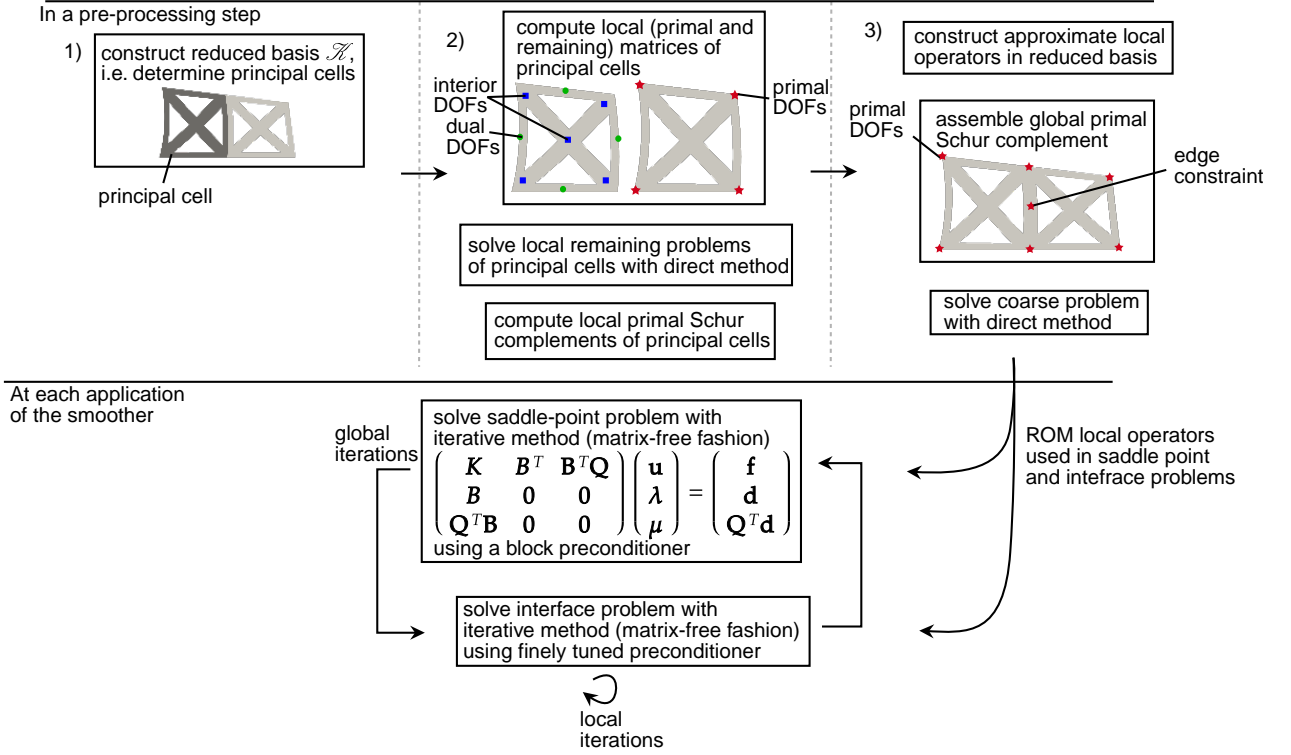 In a pre-processing step
1)
construct reduced basis 𝒦,
i.e. determine principal cells
principal cell
2)
compute local (primal and
remaining) matrices of
principal cells
interior
DOFs
dual
DOFs
primal
DOFs
solve local remaining problems
of principal cells with direct method
compute local primal Schur
complements of principal cells
3)
construct approximate local
operators in reduced basis
primal
DOFs
assemble global primal
Schur complement
edge
constraint
solve coarse problem
with direct method
At each application
of the smoother
global
iterations
solve saddle-point problem with
iterative method (matrix-free fashion)
K B^T B^T Q u f
B 0 0 λ = d
Q^T B 0 0 μ Q^T d
using a block preconditioner
ROM local operators
used in saddle point
and intefrace problems
solve interface problem with
iterative method (matrix-free fashion)
using finely tuned preconditioner
local
iterations